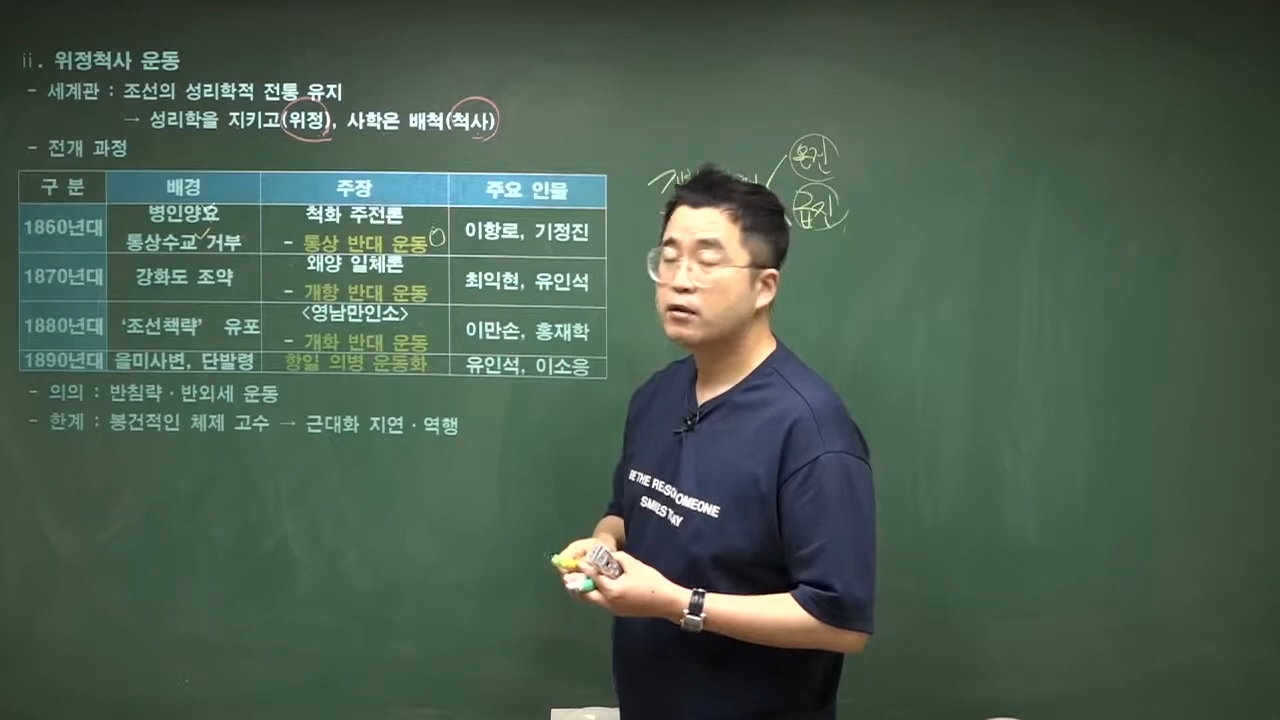 ⅱ. 위정척사 운동
- 세계관 : 조선의 성리학적 전통 유지
→ 성리학을 지키고(위정), 사학은 배척(척사)
- 전개 과정
구 분 배경 주장 주요 인물
1860년대 병인양요 통상수교 거부 척화 주전론 - 통상 반대 운동 이항로, 기정진
1870년대 강화도 조약 왜양 일체론 - 개항 반대 운동 최익현, 유인석
1880년대 '조선책략' 유포 <영남만인소> - 개화 반대 운동 이만손, 홍재학
1890년대 을미사변, 단발령 항일 의병 운동화 유인석, 이소응
- 의의 : 반침략·반외세 운동
- 한계 : 봉건적인 체제 고수 → 근대화 지연·역행
온건
급진
BE THE REASON SOMEONE
SMILES